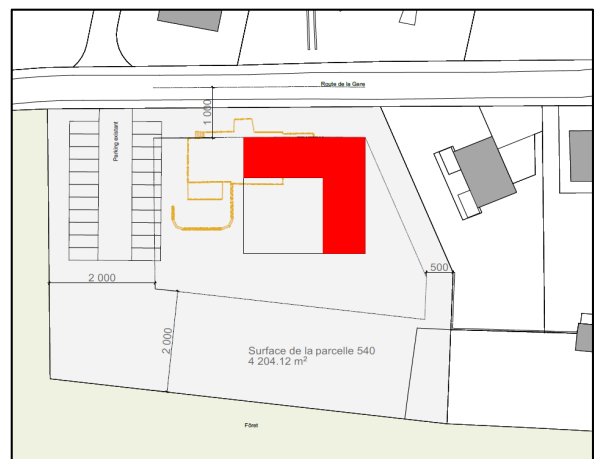 Route de la Gare
1 000
Parking existant
2 000
500
2 000
Surface de la parcelle 540
4 204.12 m²
Fôret